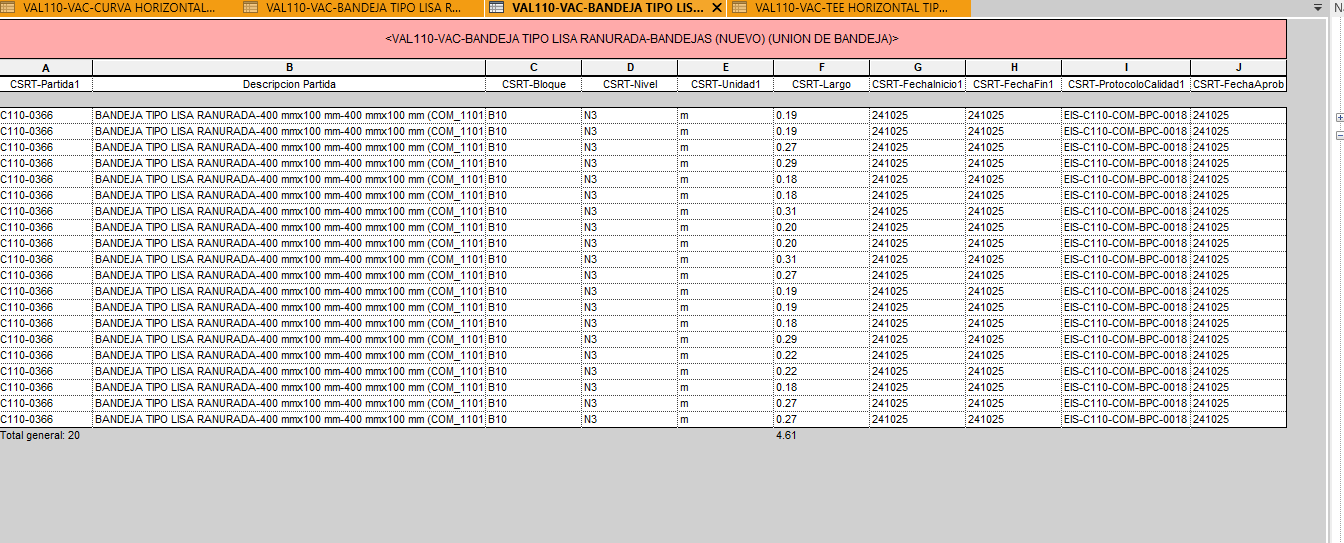 VAL110-VAC-CURVA HORIZONTAL... VAL110-VAC-BANDEJA TIPO LISA R... VAL110-VAC-BANDEJA TIPO LIS... VAL110-VAC-TEE HORIZONTAL TIP...
<VAL110-VAC-BANDEJA TIPO LISA RANURADA-BANDEJAS (NUEVO) (UNION DE BANDEJA)>
A B C D E F G H I J
CSRT-Partida1 Descripcion Partida CSRT-Bloque CSRT-Nivel CSRT-Unidad1 CSRT-Largo CSRT-FechaInicio1 CSRT-FechaFin1 CSRT-ProtocoloCalidad1 CSRT-FechaAprob
C110-0366 BANDEJA TIPO LISA RANURADA-400 mmx100 mm-400 mmx100 mm (COM_1101 B10 N3 m 0.19 241025 241025 EIS-C110-COM-BPC-0018 241025
C110-0366 BANDEJA TIPO LISA RANURADA-400 mmx100 mm-400 mmx100 mm (COM_1101 B10 N3 m 0.19 241025 241025 EIS-C110-COM-BPC-0018 241025
C110-0366 BANDEJA TIPO LISA RANURADA-400 mmx100 mm-400 mmx100 mm (COM_1101 B10 N3 m 0.27 241025 241025 EIS-C110-COM-BPC-0018 241025
C110-0366 BANDEJA TIPO LISA RANURADA-400 mmx100 mm-400 mmx100 mm (COM_1101 B10 N3 m 0.29 241025 241025 EIS-C110-COM-BPC-0018 241025
C110-0366 BANDEJA TIPO LISA RANURADA-400 mmx100 mm-400 mmx100 mm (COM_1101 B10 N3 m 0.18 241025 241025 EIS-C110-COM-BPC-0018 241025
C110-0366 BANDEJA TIPO LISA RANURADA-400 mmx100 mm-400 mmx100 mm (COM_1101 B10 N3 m 0.18 241025 241025 EIS-C110-COM-BPC-0018 241025
C110-0366 BANDEJA TIPO LISA RANURADA-400 mmx100 mm-400 mmx100 mm (COM_1101 B10 N3 m 0.31 241025 241025 EIS-C110-COM-BPC-0018 241025
C110-0366 BANDEJA TIPO LISA RANURADA-400 mmx100 mm-400 mmx100 mm (COM_1101 B10 N3 m 0.20 241025 241025 EIS-C110-COM-BPC-0018 241025
C110-0366 BANDEJA TIPO LISA RANURADA-400 mmx100 mm-400 mmx100 mm (COM_1101 B10 N3 m 0.20 241025 241025 EIS-C110-COM-BPC-0018 241025
C110-0366 BANDEJA TIPO LISA RANURADA-400 mmx100 mm-400 mmx100 mm (COM_1101 B10 N3 m 0.31 241025 241025 EIS-C110-COM-BPC-0018 241025
C110-0366 BANDEJA TIPO LISA RANURADA-400 mmx100 mm-400 mmx100 mm (COM_1101 B10 N3 m 0.27 241025 241025 EIS-C110-COM-BPC-0018 241025
C110-0366 BANDEJA TIPO LISA RANURADA-400 mmx100 mm-400 mmx100 mm (COM_1101 B10 N3 m 0.19 241025 241025 EIS-C110-COM-BPC-0018 241025
C110-0366 BANDEJA TIPO LISA RANURADA-400 mmx100 mm-400 mmx100 mm (COM_1101 B10 N3 m 0.19 241025 241025 EIS-C110-COM-BPC-0018 241025
C110-0366 BANDEJA TIPO LISA RANURADA-400 mmx100 mm-400 mmx100 mm (COM_1101 B10 N3 m 0.18 241025 241025 EIS-C110-COM-BPC-0018 241025
C110-0366 BANDEJA TIPO LISA RANURADA-400 mmx100 mm-400 mmx100 mm (COM_1101 B10 N3 m 0.29 241025 241025 EIS-C110-COM-BPC-0018 241025
C110-0366 BANDEJA TIPO LISA RANURADA-400 mmx100 mm-400 mmx100 mm (COM_1101 B10 N3 m 0.22 241025 241025 EIS-C110-COM-BPC-0018 241025
C110-0366 BANDEJA TIPO LISA RANURADA-400 mmx100 mm-400 mmx100 mm (COM_1101 B10 N3 m 0.22 241025 241025 EIS-C110-COM-BPC-0018 241025
C110-0366 BANDEJA TIPO LISA RANURADA-400 mmx100 mm-400 mmx100 mm (COM_1101 B10 N3 m 0.18 241025 241025 EIS-C110-COM-BPC-0018 241025
C110-0366 BANDEJA TIPO LISA RANURADA-400 mmx100 mm-400 mmx100 mm (COM_1101 B10 N3 m 0.27 241025 241025 EIS-C110-COM-BPC-0018 241025
C110-0366 BANDEJA TIPO LISA RANURADA-400 mmx100 mm-400 mmx100 mm (COM_1101 B10 N3 m 0.27 241025 241025 EIS-C110-COM-BPC-0018 241025
Total general: 20 4.61